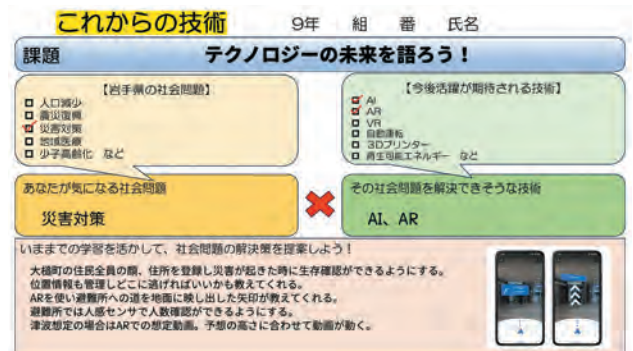 これからの技術 9年 組 番 氏名
課題 テクノロジーの未来を語ろう!
【岩手県の社会問題】
人口減少
震災復興
災害対策
地域医療
少子高齢化 など
【今後活躍が期待される技術】
AI
AR
VR
自動運転
3Dプリンター
再生可能エネルギー など
あなたが気になる社会問題
災害対策
その社会問題を解決できそうな技術
AI、AR
いままでの学習を活かして、社会問題の解決策を提案しよう!
大槌町の住民全員の顔、住所を登録し災害が起きた時に生存確認ができるようにする。
位置情報も管理しどこに逃げればいいかも教えてくれる。
ARを使い避難所への道を地面に映し出した矢印が教えてくれる。
避難所では人感センサで人数確認ができるようにする。
津波想定の場合はARでの想定動画。予想の高さに合わせて動画が動く。